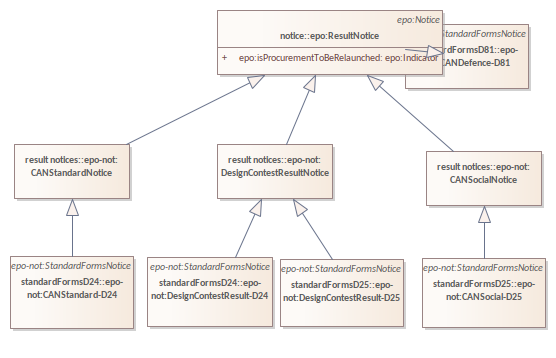 epo:Notice
notice::epo:ResultNotice
+ epo:isProcurementToBeRelaunched: epo:Indicator
StandardFormsNotice
rdFormsD81::epo-
CANDefence-D81
result notices::epo-not:
CANStandardNotice
result notices::epo-not:
DesignContestResultNotice
result notices::epo-not:
CANSocialNotice
epo-not:StandardFormsNotice
standardFormsD24::epo-
not:CANStandard-D24
epo-not:StandardFormsNotice
standardFormsD24::epo-
not:DesignContestResult-D24
epo-not:StandardFormsNotice
standardFormsD25::epo-
not:DesignContestResult-D25
epo-not:StandardFormsNotice
standardFormsD25::epo-
not:CANSocial-D25